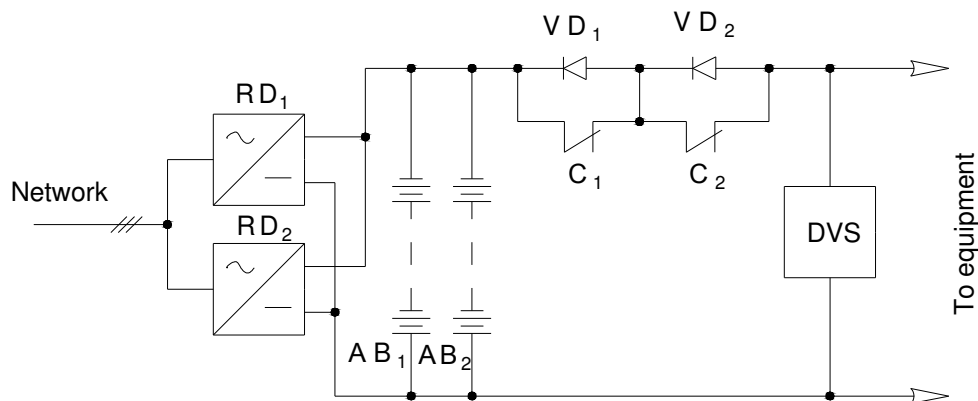 VD1
VD2
RD1
C1
C2
Network
RD2
DVS
AB1
AB2
To equipment